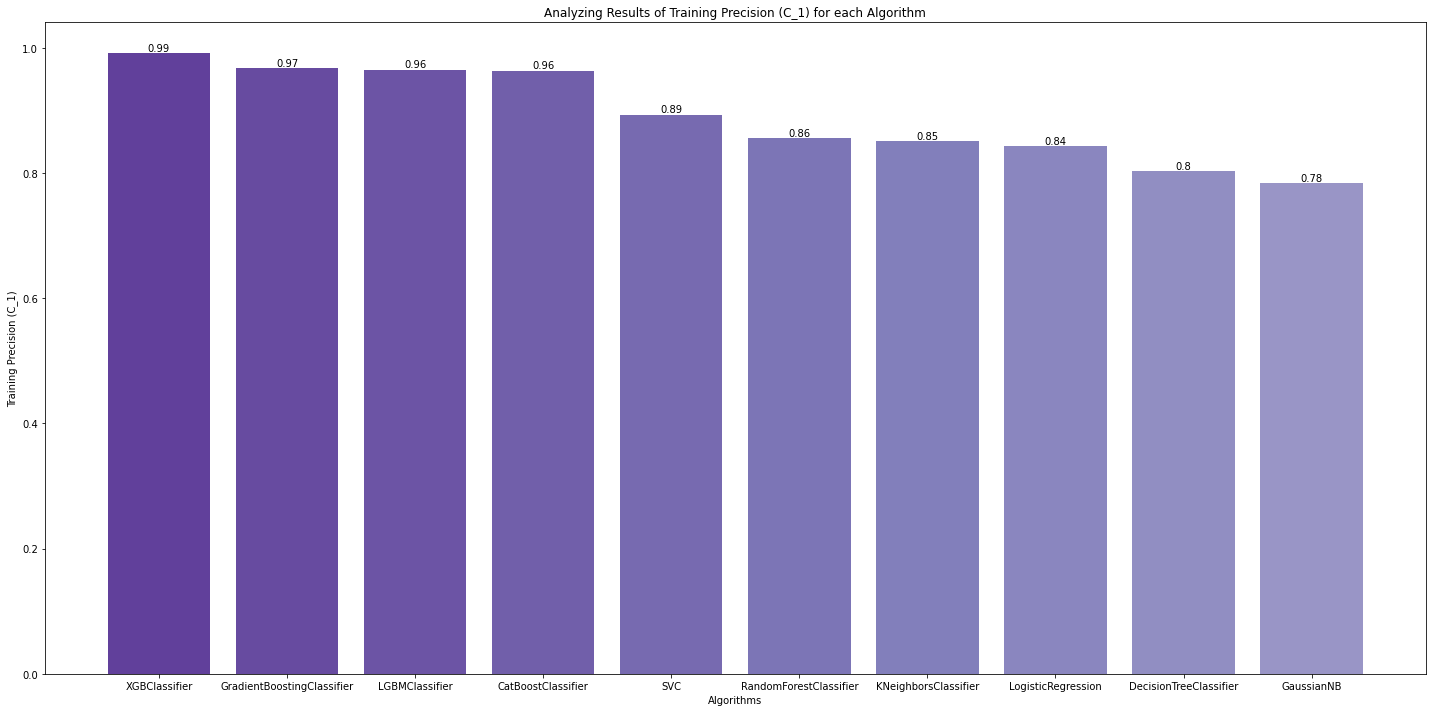 Analyzing Results of Training Precision (C_1) for each Algorithm
Training Precision (C_1)
1.0
0.8
0.6
0.4
0.2
0.0
0.99
0.97
0.96
0.96
0.89
0.86
0.85
0.84
0.8
0.78
XGBClassifier
GradientBoostingClassifier
LGBMClassifier
CatBoostClassifier
SVC
RandomForestClassifier
KNeighborsClassifier
LogisticRegression
DecisionTreeClassifier
GaussianNB
Algorithms